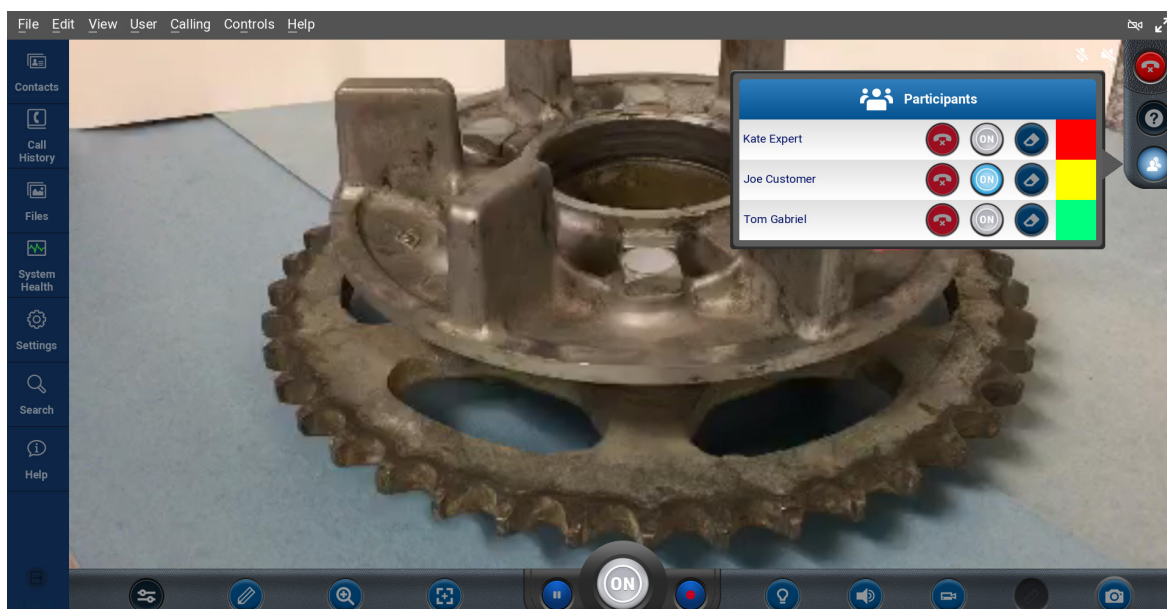 File Edit View User Calling Controls Help
Contacts
Call
History
Files
System
Health
Settings
Search
Help
Participants
Kate Expert ON
Joe Customer ON
Tom Gabriel ON
ON